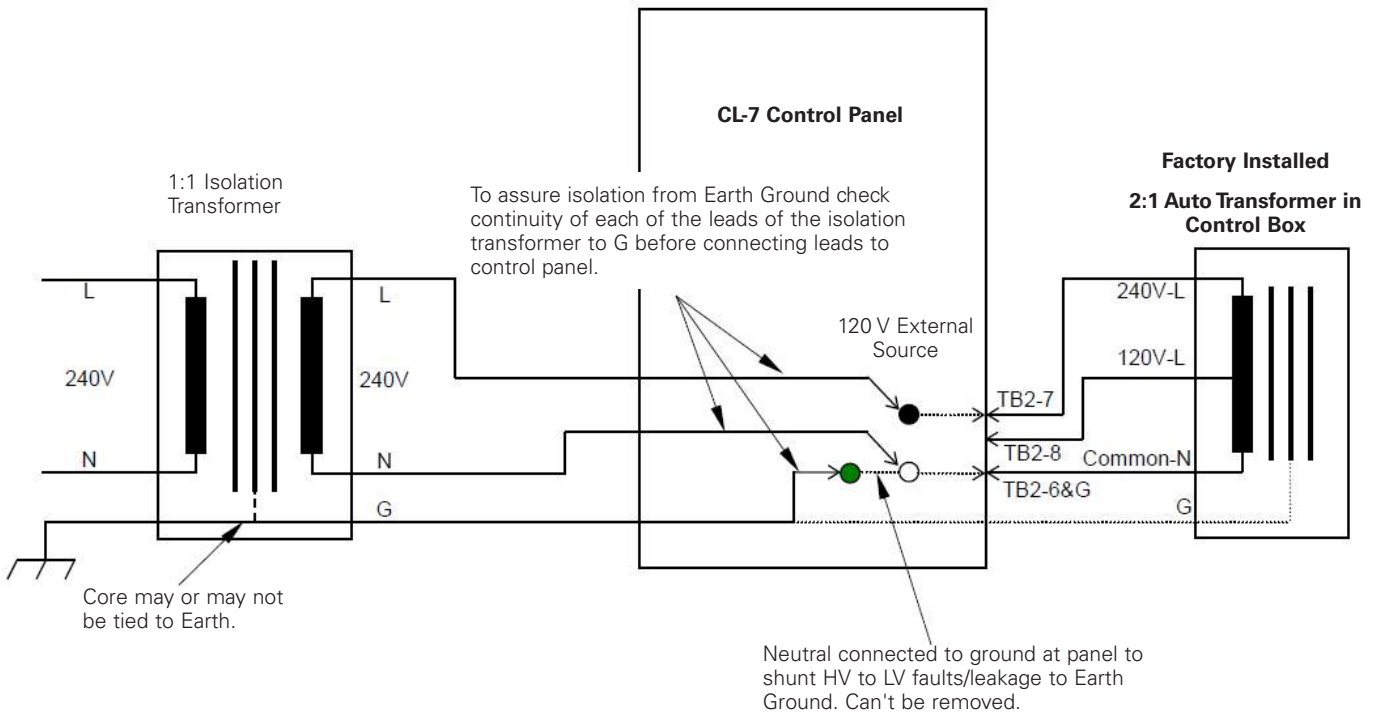 CL-7 Control Panel
Factory Installed
2:1 Auto Transformer in
Control Box
1:1 Isolation
Transformer
To assure isolation from Earth Ground check
continuity of each of the leads of the isolation
transformer to G before connecting leads to
control panel.
L
L
240V
240V
N
N
G
120 V External
Source
240V-L
120V-L
TB2-7
TB2-8
Common-N
TB2-6&G
G
Core may or may not
be tied to Earth.
Neutral connected to ground at panel to
shunt HV to LV faults/leakage to Earth
Ground. Can't be removed.